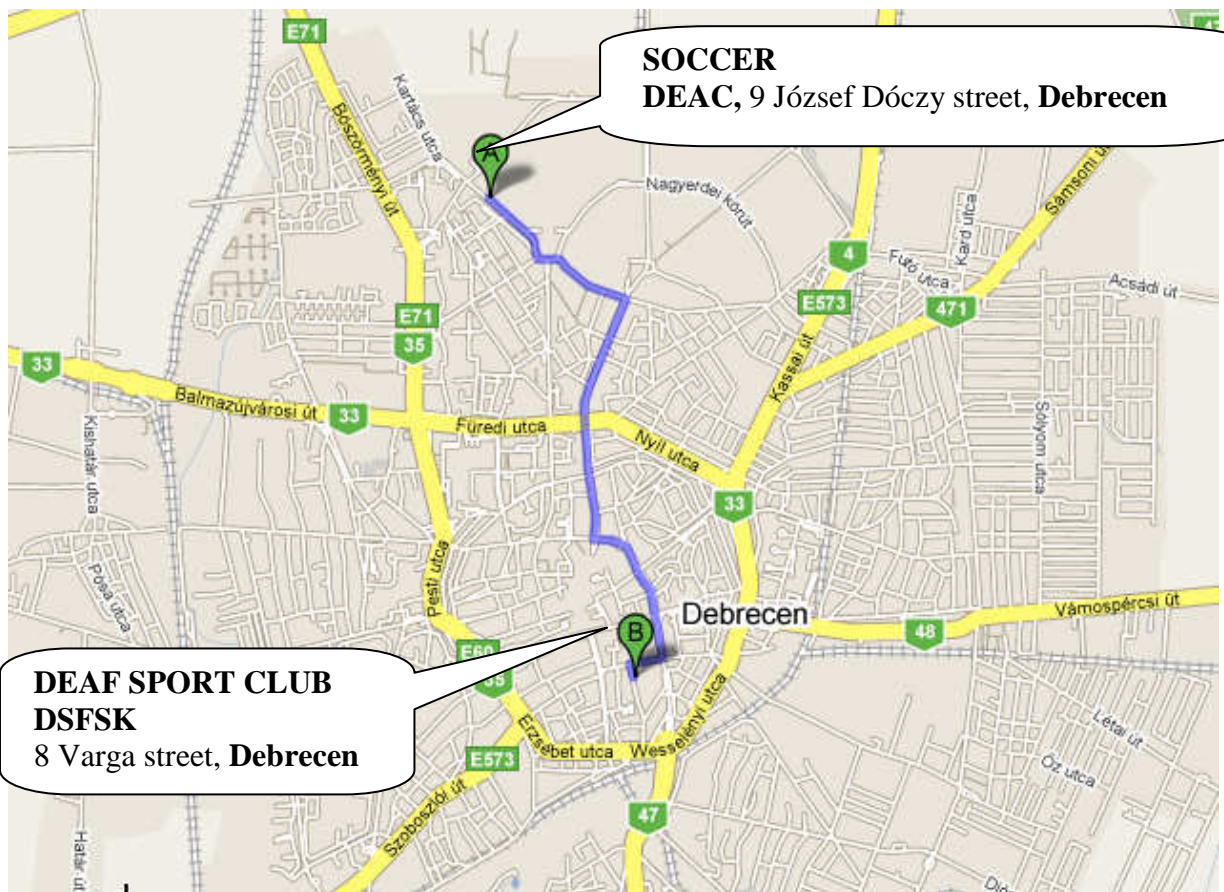 E71
SOCCER
DEAC, 9 József Dóczy street, Debrecen
Kartács utca
A
Böszörményi út
Nagyerdei körút
Sámsoni út
Kard utca
4
Futó utca
Acsádi út
E573
471
E71
35
33
Kassai út
Balmazújvárosi út
33
Füredi utca
Nyíl utca
Sólyom utca
Kishatár utca
33
Pósa utca
Pesti utca
Debrecen
Vámospércsi út
48
B
E60
35
DEAF SPORT CLUB
DSFSK
8 Varga street, Debrecen
Erzsébet utca
Wesselényi utca
Létai út
E573
Őz utca
Szoboszlói út
47
Határ út